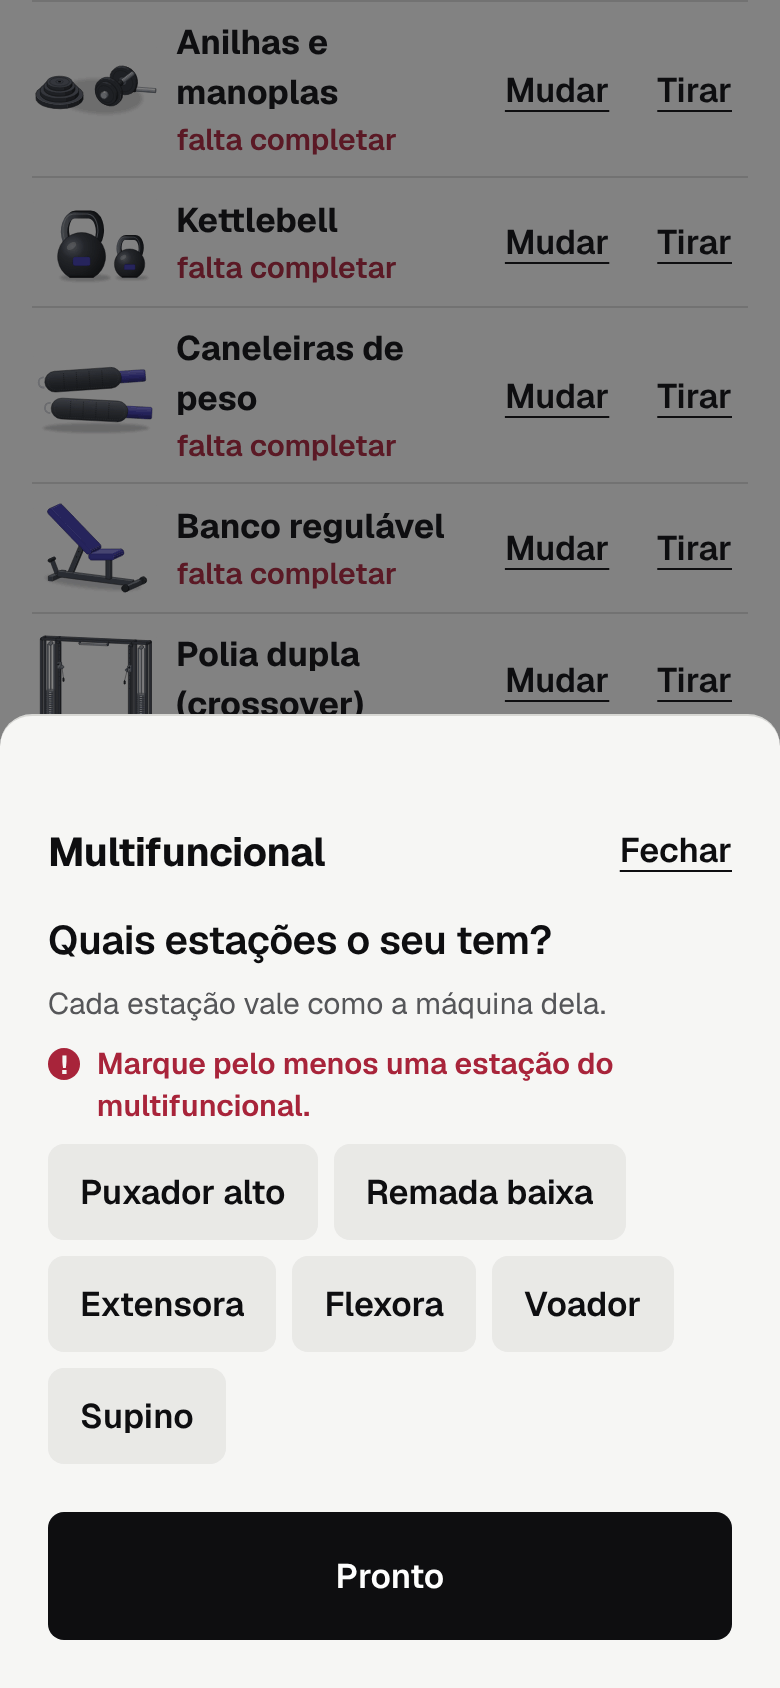 Anilhas e
manoplas
falta completar
Mudar
Tirar
Kettlebell
falta completar
Mudar
Tirar
Caneleiras de
peso
falta completar
Mudar
Tirar
Banco regulável
falta completar
Mudar
Tirar
Polia dupla
(crossover)
Mudar
Tirar
Multifuncional
Fechar
Quais estações o seu tem?
Cada estação vale como a máquina dela.
! Marque pelo menos uma estação do
multifuncional.
Puxador alto
Remada baixa
Extensora
Flexora
Voador
Supino
Pronto